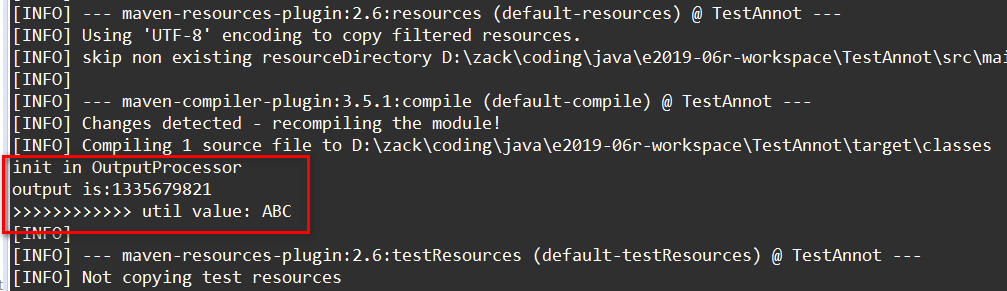 [INFO] --- maven-resources-plugin:2.6:resources (default-resources) @ TestAnnot ---
[INFO] Using 'UTF-8' encoding to copy filtered resources.
[INFO] skip non existing resourceDirectory D:\zack\coding\java\e2019-06r-workspace\TestAnnot\src\mai
[INFO]
[INFO] --- maven-compiler-plugin:3.5.1:compile (default-compile) @ TestAnnot ---
[INFO] Changes detected - recompiling the module!
[INFO] Compiling 1 source file to D:\zack\coding\java\e2019-06r-workspace\TestAnnot\target\classes
init in OutputProcessor
output is:1335679821
>>>>>>>>>>>> util value: ABC
[INFO]
[INFO] --- maven-resources-plugin:2.6:testResources (default-testResources) @ TestAnnot ---
[INFO] Not copying test resources